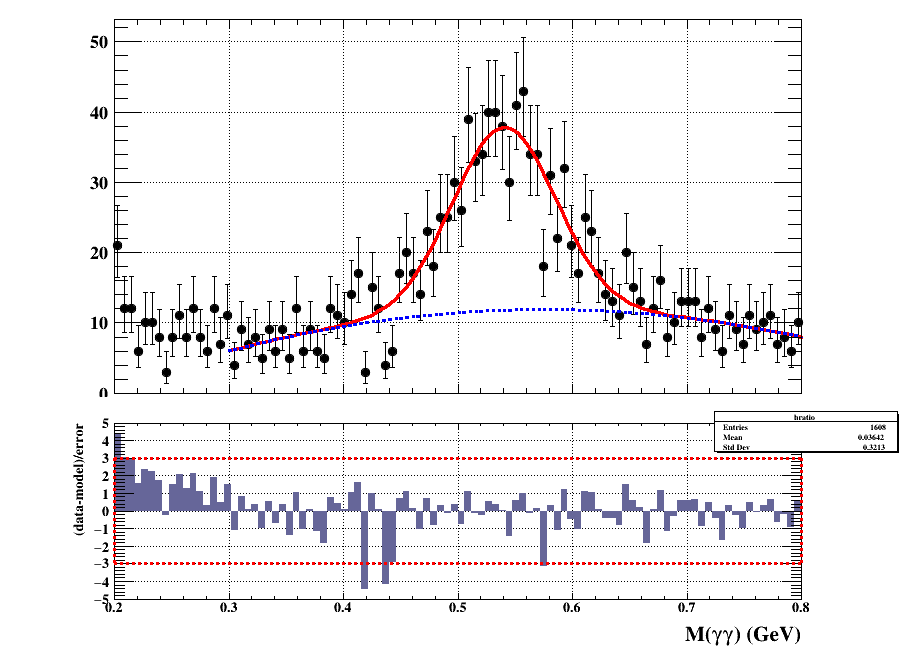 50
40
30
20
10
0
hratio
Entries 1608
Mean 0.03642
Std Dev 0.3213
(data-model)/error
5
4
3
2
1
0
−1
−2
−3
−4
−5
0.2 0.3 0.4 0.5 0.6 0.7 0.8
M(γγ) (GeV)